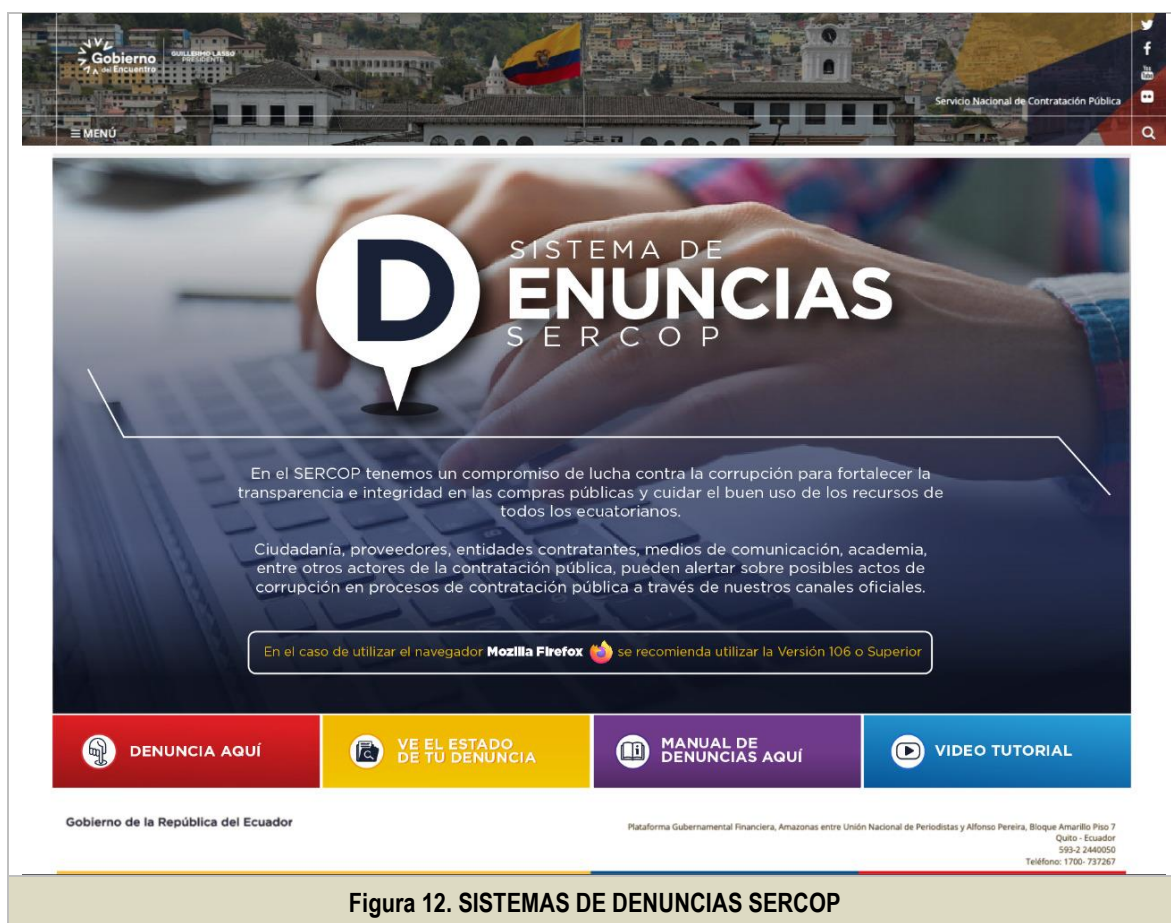 Gobierno
del Encuentro
GUILLERMO LASSO
PRESIDENTE
Servicio Nacional de Contratación Pública
You
Tube
≡ MENÚ
D
SISTEMA DE
ENUNCIAS
SERCOP
En el SERCOP tenemos un compromiso de lucha contra la corrupción para fortalecer la
transparencia e integridad en las compras públicas y cuidar el buen uso de los recursos de
todos los ecuatorianos.
Ciudadanía, proveedores, entidades contratantes, medios de comunicación, academia,
entre otros actores de la contratación pública, pueden alertar sobre posibles actos de
corrupción en procesos de contratación pública a través de nuestros canales oficiales.
En el caso de utilizar el navegador Mozilla Firefox se recomienda utilizar la Versión 106 o Superior
DENUNCIA AQUÍ
VE EL ESTADO
DE TU DENUNCIA
MANUAL DE
DENUNCIAS AQUÍ
VIDEO TUTORIAL
Gobierno de la República del Ecuador
Plataforma Gubernamental Financiera, Amazonas entre Unión Nacional de Periodistas y Alfonso Pereira, Bloque Amarillo Piso 7
Quito - Ecuador
593-2 2440050
Teléfono: 1700- 737267
Figura 12. SISTEMAS DE DENUNCIAS SERCOP